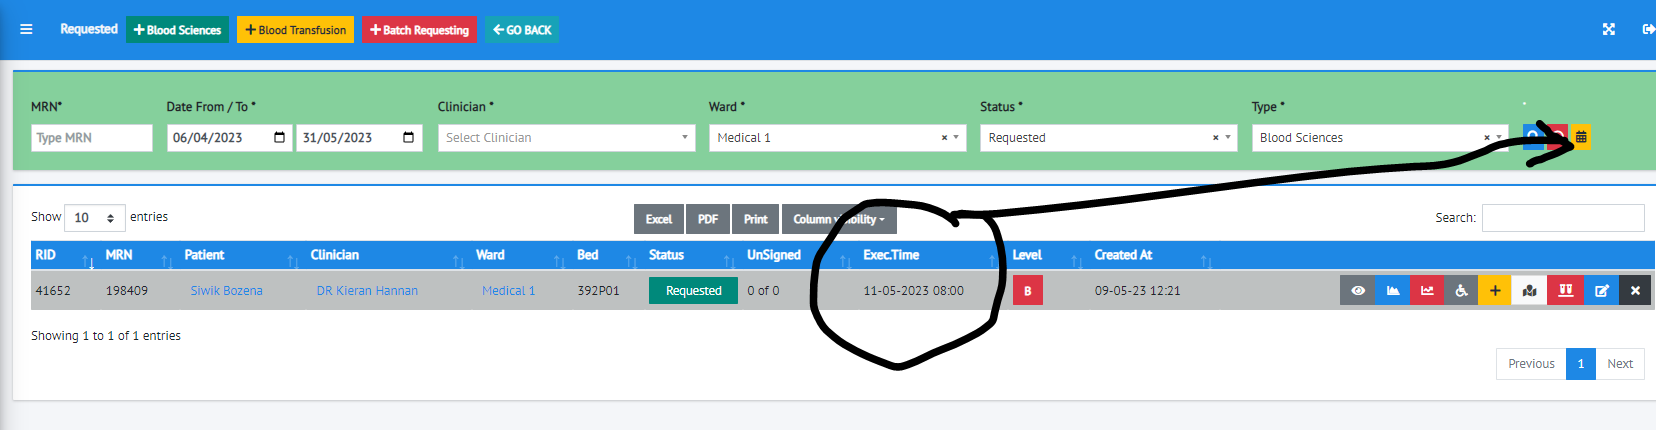 Requested Blood Sciences Blood Transfusion Batch Requesting GO BACK
MRN* Date From / To * Clinician * Ward * Status * Type * *
Type MRN 06/04/2023 31/05/2023 Select Clinician Medical 1 × Requested × Blood Sciences ×
Show 10 entries Excel PDF Print Column Search:
RID MRN Patient Clinician Ward Bed Status UnSigned Exec.Time Level Created At
41652 198409 Siwik Bozena DR Kieran Hannan Medical 1 392P01 Requested 0 of 0 11-05-2023 08:00 B 09-05-23 12:21
Showing 1 to 1 of 1 entries
Previous 1 Next